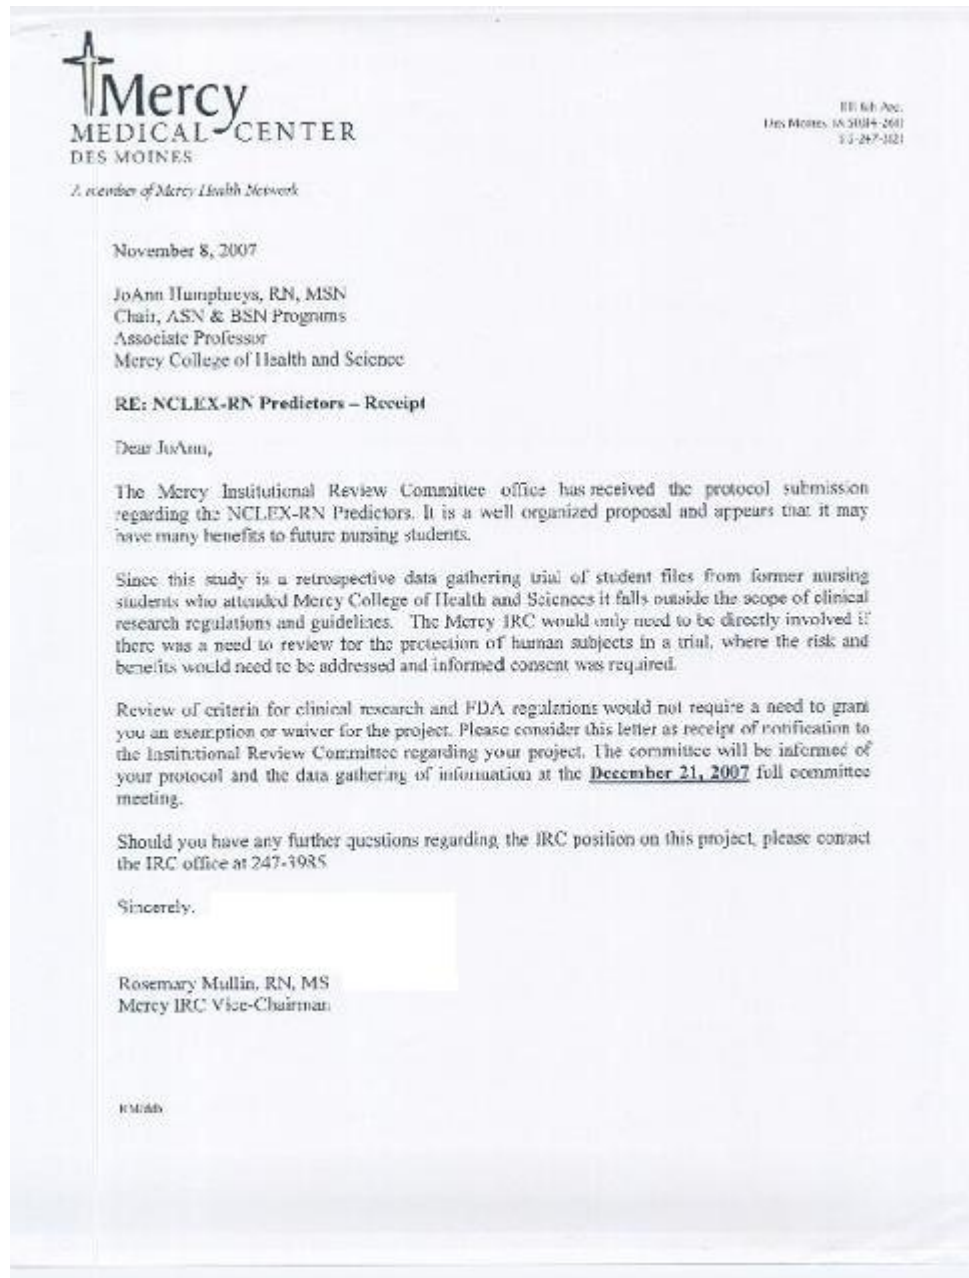 Mercy
MEDICAL CENTER
DES MOINES
A member of Mercy Health Network
Des Moines, IA
November 8, 2007
JoAnn Humphreys, RN, MSN
Chair, ASN & BSN Programs
Associate Professor
Mercy College of Health and Science
RE: NCLEX-RN Predictors – Receipt
Dear JoAnn,
The Mercy Institutional Review Committee office has received the protocol submission
regarding the NCLEX-RN Predictors. It is a well organized proposal and appears that it may
have many benefits to future nursing students.
Since this study is a retrospective data gathering trial of student files from former nursing
students who attended Mercy College of Health and Sciences it falls outside the scope of clinical
research regulations and guidelines. The Mercy IRC would only need to be directly involved if
there was a need to review for the protection of human subjects in a trial, where the risk and
benefits would need to be addressed and informed consent was required.
Review of criteria for clinical research and FDA regulations would not require a need to grant
you an exemption or waiver for the project. Please consider this letter as receipt of notification to
the Institutional Review Committee regarding your project. The committee will be informed of
your protocol and the data gathering of information at the December 21, 2007 full committee
meeting.
Should you have any further questions regarding the IRC position on this project, please contact
the IRC office at 247-3985
Sincerely,
Rosemary Mullin, RN, MS
Mercy IRC Vice-Chairman